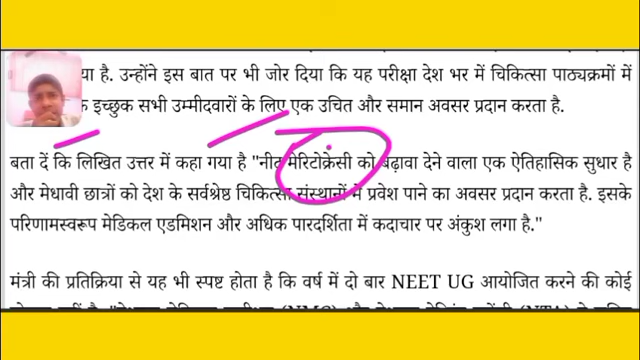 या है. उन्होंने इस बात पर भी जोर दिया कि यह परीक्षा देश भर में चिकित्सा पाठ्यक्रमों में
इच्छुक सभी उम्मीदवारों के लिए एक उचित और समान अवसर प्रदान करता है.
बता दें कि लिखित उत्तर में कहा गया है "नीट मेरिटोक्रेसी को बढ़ावा देने वाला एक ऐतिहासिक सुधार है
और मेधावी छात्रों को देश के सर्वश्रेष्ठ चिकित्सा संस्थानों में प्रवेश पाने का अवसर प्रदान करता है. इसके
परिणामस्वरूप मेडिकल एडमिशन और अधिक पारदर्शिता में कदाचार पर अंकुश लगा है."
मंत्री की प्रतिक्रिया से यह भी स्पष्ट होता है कि वर्ष में दो बार NEET UG आयोजित करने की कोई